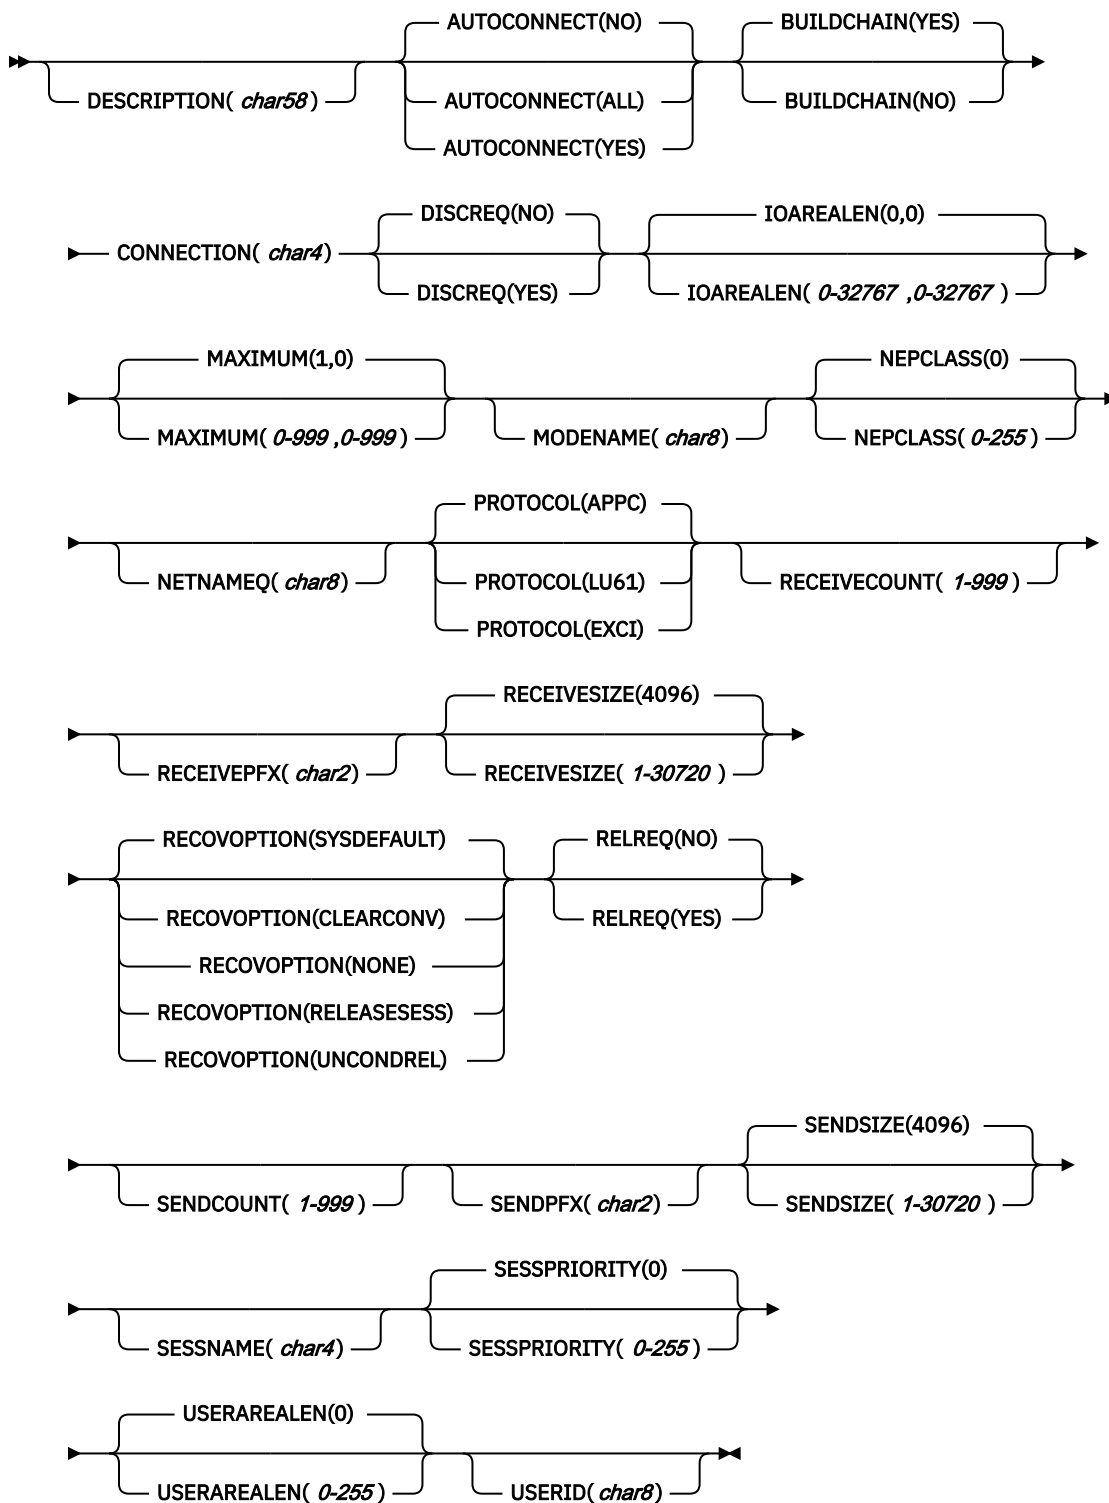 AUTOCONNECT(NO) BUILDCHAIN(YES)
DESCRIPTION( char58 ) AUTOCONNECT(ALL) BUILDCHAIN(NO)
AUTOCONNECT(YES)
DISCREQ(NO) IOAREALEN(0,0)
CONNECTION( char4)
DISCREQ(YES) IOAREALEN( 0-32767 ,0-32767 )
MAXIMUM(1,0) NEPCLASS(0)
MAXIMUM( 0-999 ,0-999 ) MODENAME( char8) NEPCLASS( 0-255 )
PROTOCOL(APPC)
NETNAMEQ( char8) PROTOCOL(LU61) RECEIVECOUNT( 1-999 )
PROTOCOL(EXCI)
RECEIVESIZE(4096)
RECEIVEPFX( char2) RECEIVESIZE( 1-30720 )
RECOVOPTION(SYSDEFAULT) RELREQ(NO)
RECOVOPTION(CLEARCONV) RELREQ(YES)
RECOVOPTION(NONE)
RECOVOPTION(RELEASESESS)
RECOVOPTION(UNCONDREL)
SENDSIZE(4096)
SENDCOUNT( 1-999 ) SENDPFX( char2) SENDSIZE( 1-30720 )
SESSPRIORITY(0)
SESSNAME( char4) SESSPRIORITY( 0-255 )
USERAREALEN(0)
USERAREALEN( 0-255 ) USERID( char8)